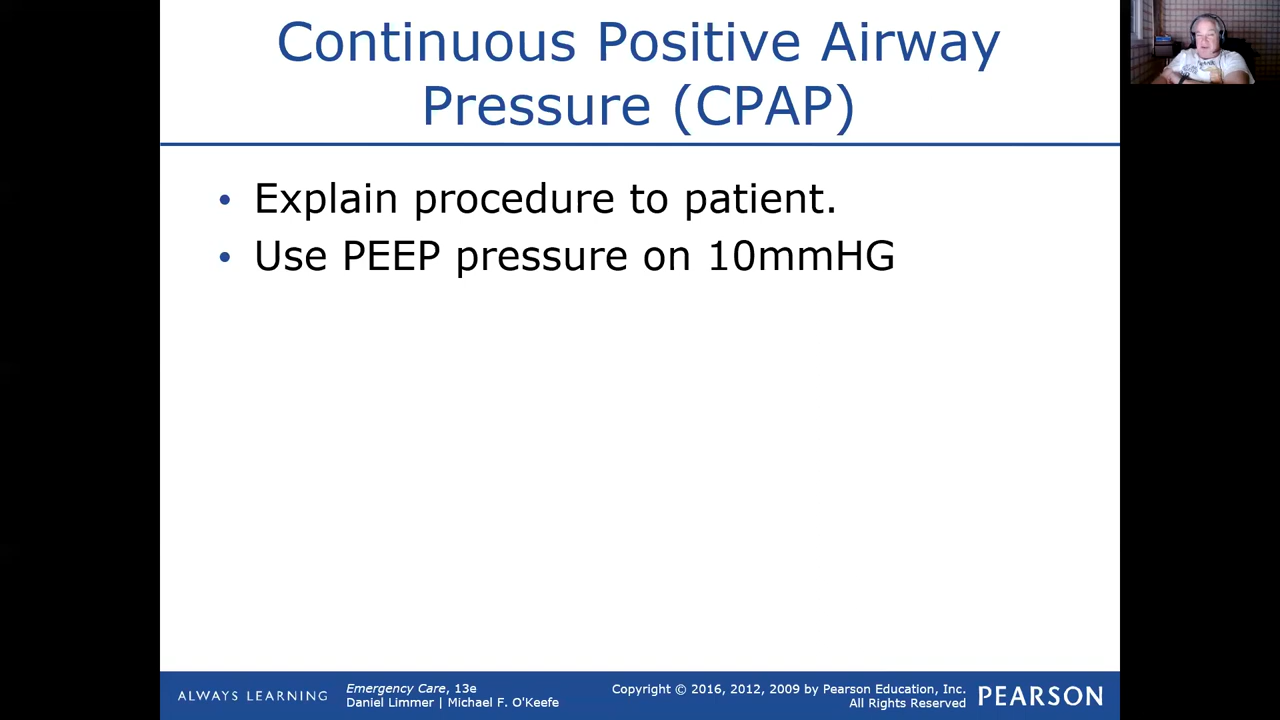 Continuous Positive Airway
Pressure (CPAP)
• Explain procedure to patient.
• Use PEEP pressure on 10mmHG
ALWAYS LEARNING
Emergency Care, 13e
Daniel Limmer | Michael F. O'Keefe
Copyright © 2016, 2012, 2009 by Pearson Education, Inc.
All Rights Reserved
PEARSON